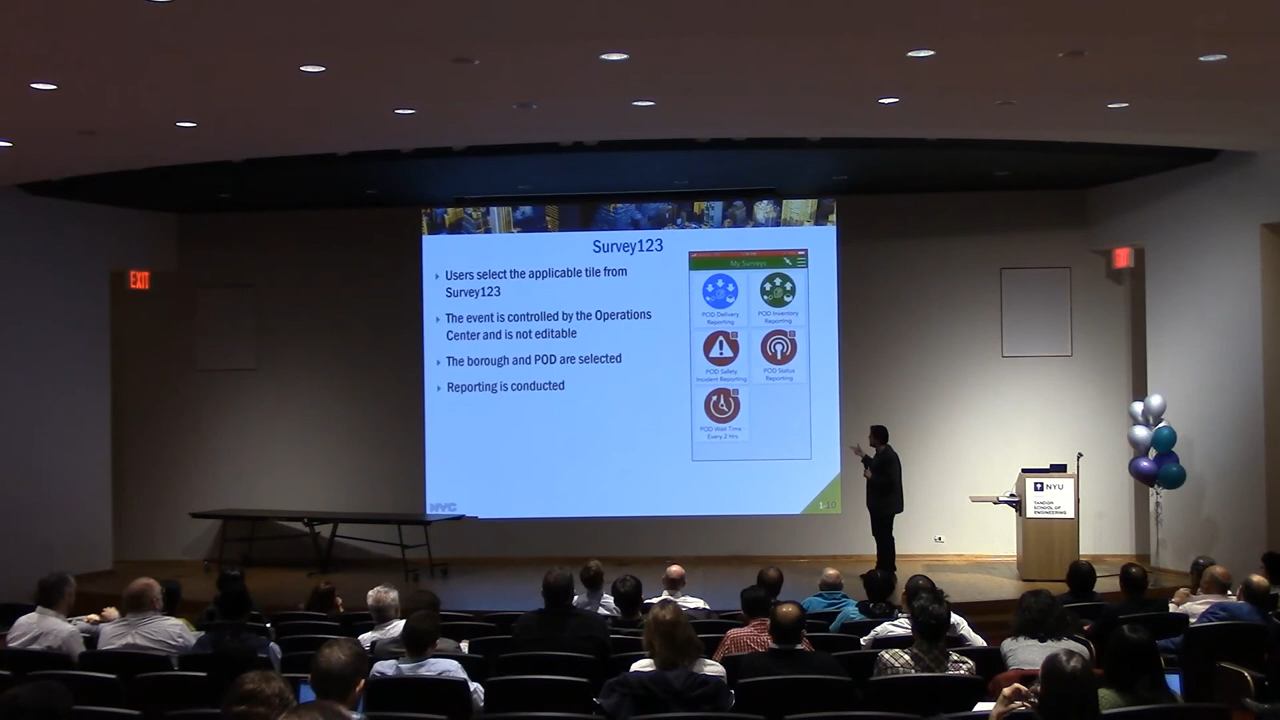 EXIT
Survey123
Users select the applicable tile from
Survey123
The event is controlled by the Operations
Center and is not editable
The borough and POD are selected
Reporting is conducted
My Surveys
POD Delivery
Reporting
POD Inventory
Reporting
POD Safety
Incident Reporting
POD Status
Reporting
POD Wait Time
Every 2 Hrs
NYC
1-10
EXIT
NYU
TANDON
SCHOOL OF
ENGINEERING